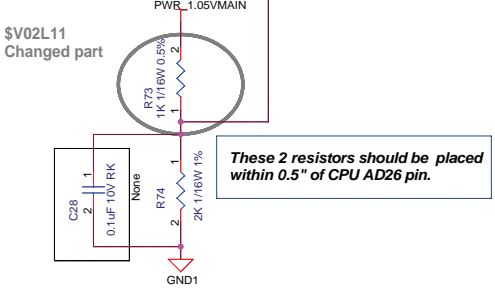 PWR_1.05VMAIN
$V02L11
Changed part
2
R73
1K 1/16W 0.5%
1
These 2 resistors should be placed
within 0.5" of CPU AD26 pin.
1
C28
2
0.1uF 10V RK
None
1
R74
2K 1/16W 1%
2
GND1